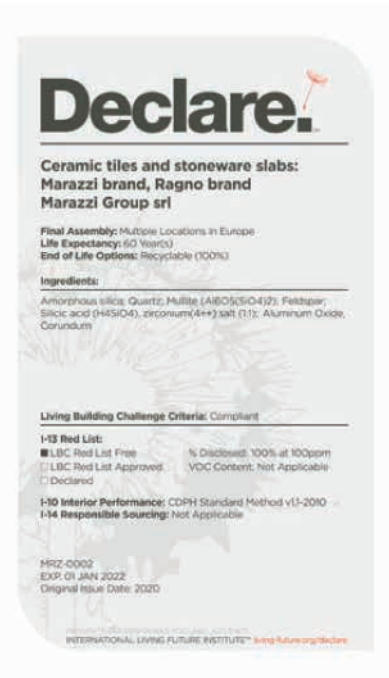 Declare.
Ceramic tiles and stoneware slabs:
Marazzi brand, Ragno brand
Marazzi Group srl
Final Assembly: Multiple Locations in Europe
Life Expectancy: 60 Year(s)
End of Life Options: Recyclable (100%)
Ingredients:
Amorphous silica; Quartz; Mullite (Al6O5(SiO4)2); Feldspar;
Silicic acid (H4SiO4), zirconium(4++) salt (1:1); Aluminum Oxide,
Corundum
Living Building Challenge Criteria: Compliant
I-13 Red List:
■ LBC Red List Free % Disclosed: 100% at 100ppm
□ LBC Red List Approved VOC Content: Not Applicable
□ Declared
I-10 Interior Performance: CDPH Standard Method v1.1-2010
I-14 Responsible Sourcing: Not Applicable
MRZ-0002
EXP. 01 JAN 2022
Original Issue Date: 2020
INTERNATIONAL LIVING FUTURE INSTITUTE™ living-future.org/declare